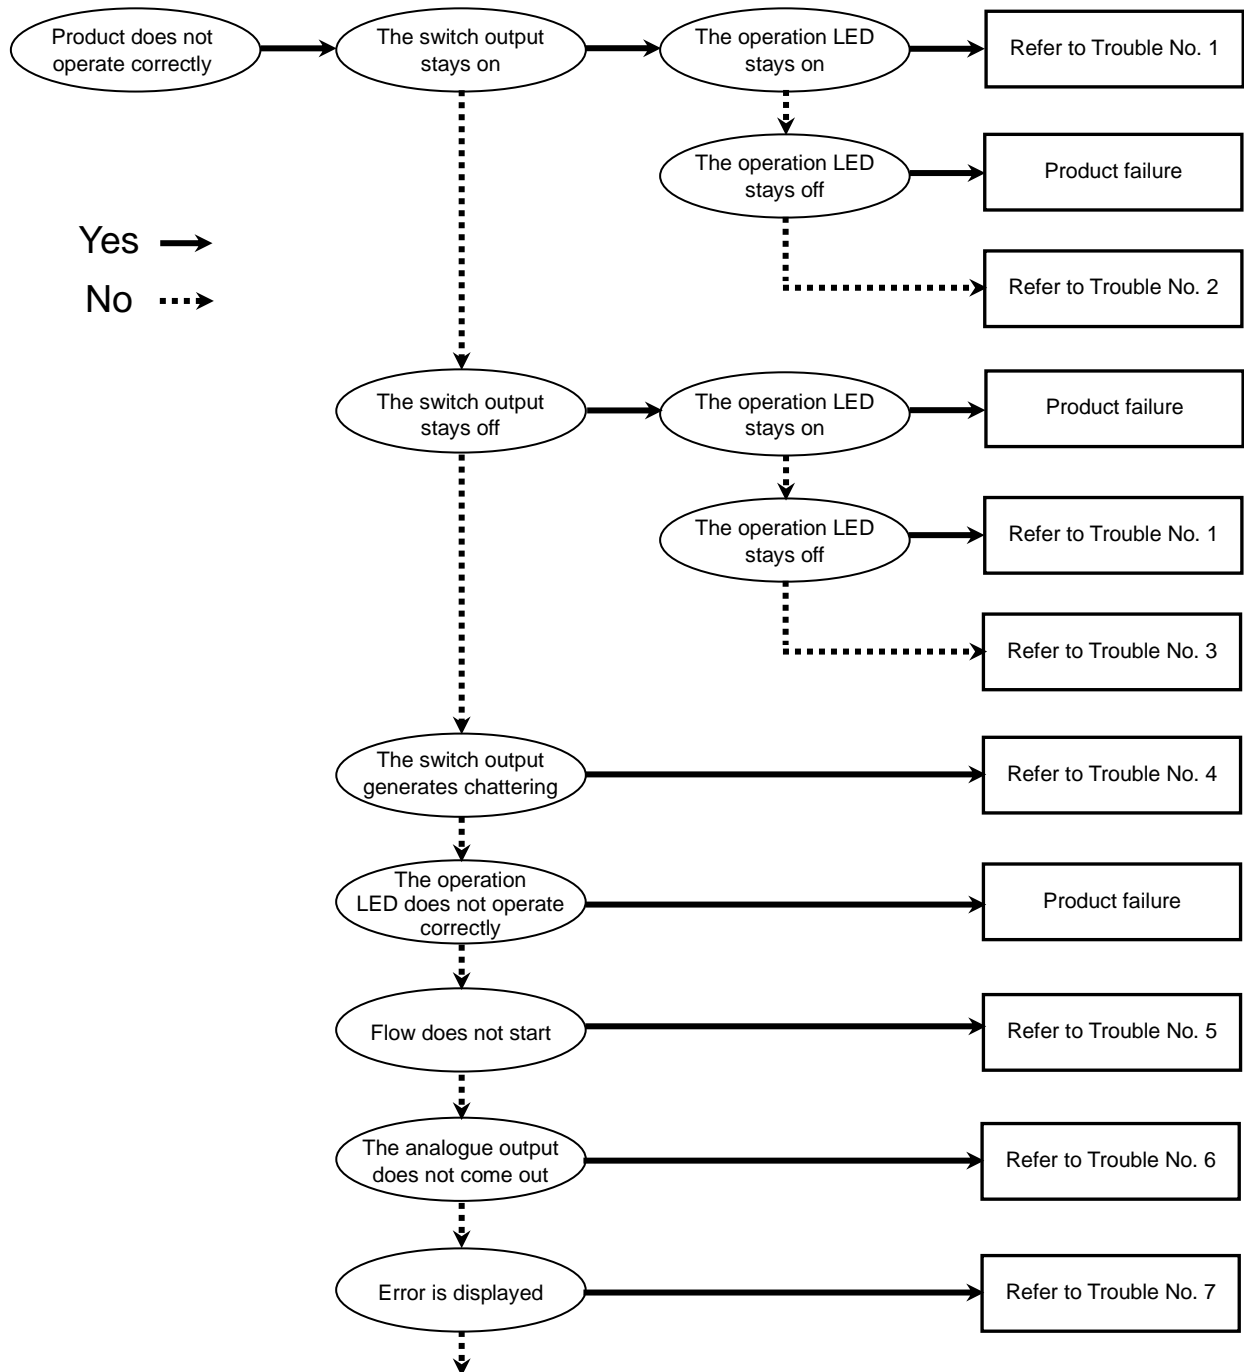 Product does not
operate correctly
The switch output
stays on
The operation LED
stays on
Refer to Trouble No. 1
The operation LED
stays off
Product failure
Yes
No
Refer to Trouble No. 2
The switch output
stays off
The operation LED
stays on
Product failure
The operation LED
stays off
Refer to Trouble No. 1
Refer to Trouble No. 3
The switch output
generates chattering
Refer to Trouble No. 4
The operation
LED does not operate
correctly
Product failure
Flow does not start
Refer to Trouble No. 5
The analogue output
does not come out
Refer to Trouble No. 6
Error is displayed
Refer to Trouble No. 7